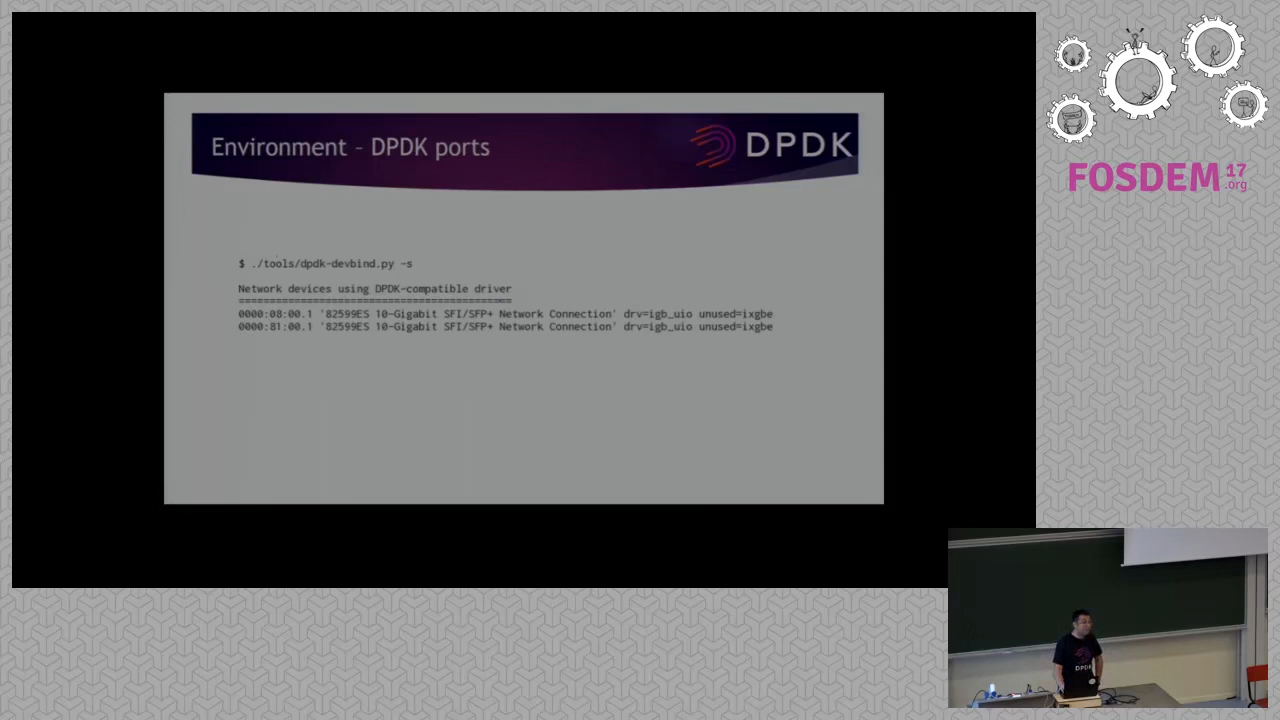 Environment - DPDK ports
DPDK
$ ./tools/dpdk-devbind.py -s
Network devices using DPDK-compatible driver
============================================
0000:08:00.1 '82599ES 10-Gigabit SFI/SFP+ Network Connection' drv=igb_uio unused=ixgbe
0000:81:00.1 '82599ES 10-Gigabit SFI/SFP+ Network Connection' drv=igb_uio unused=ixgbe
FOSDEM 17
.org
DPDK